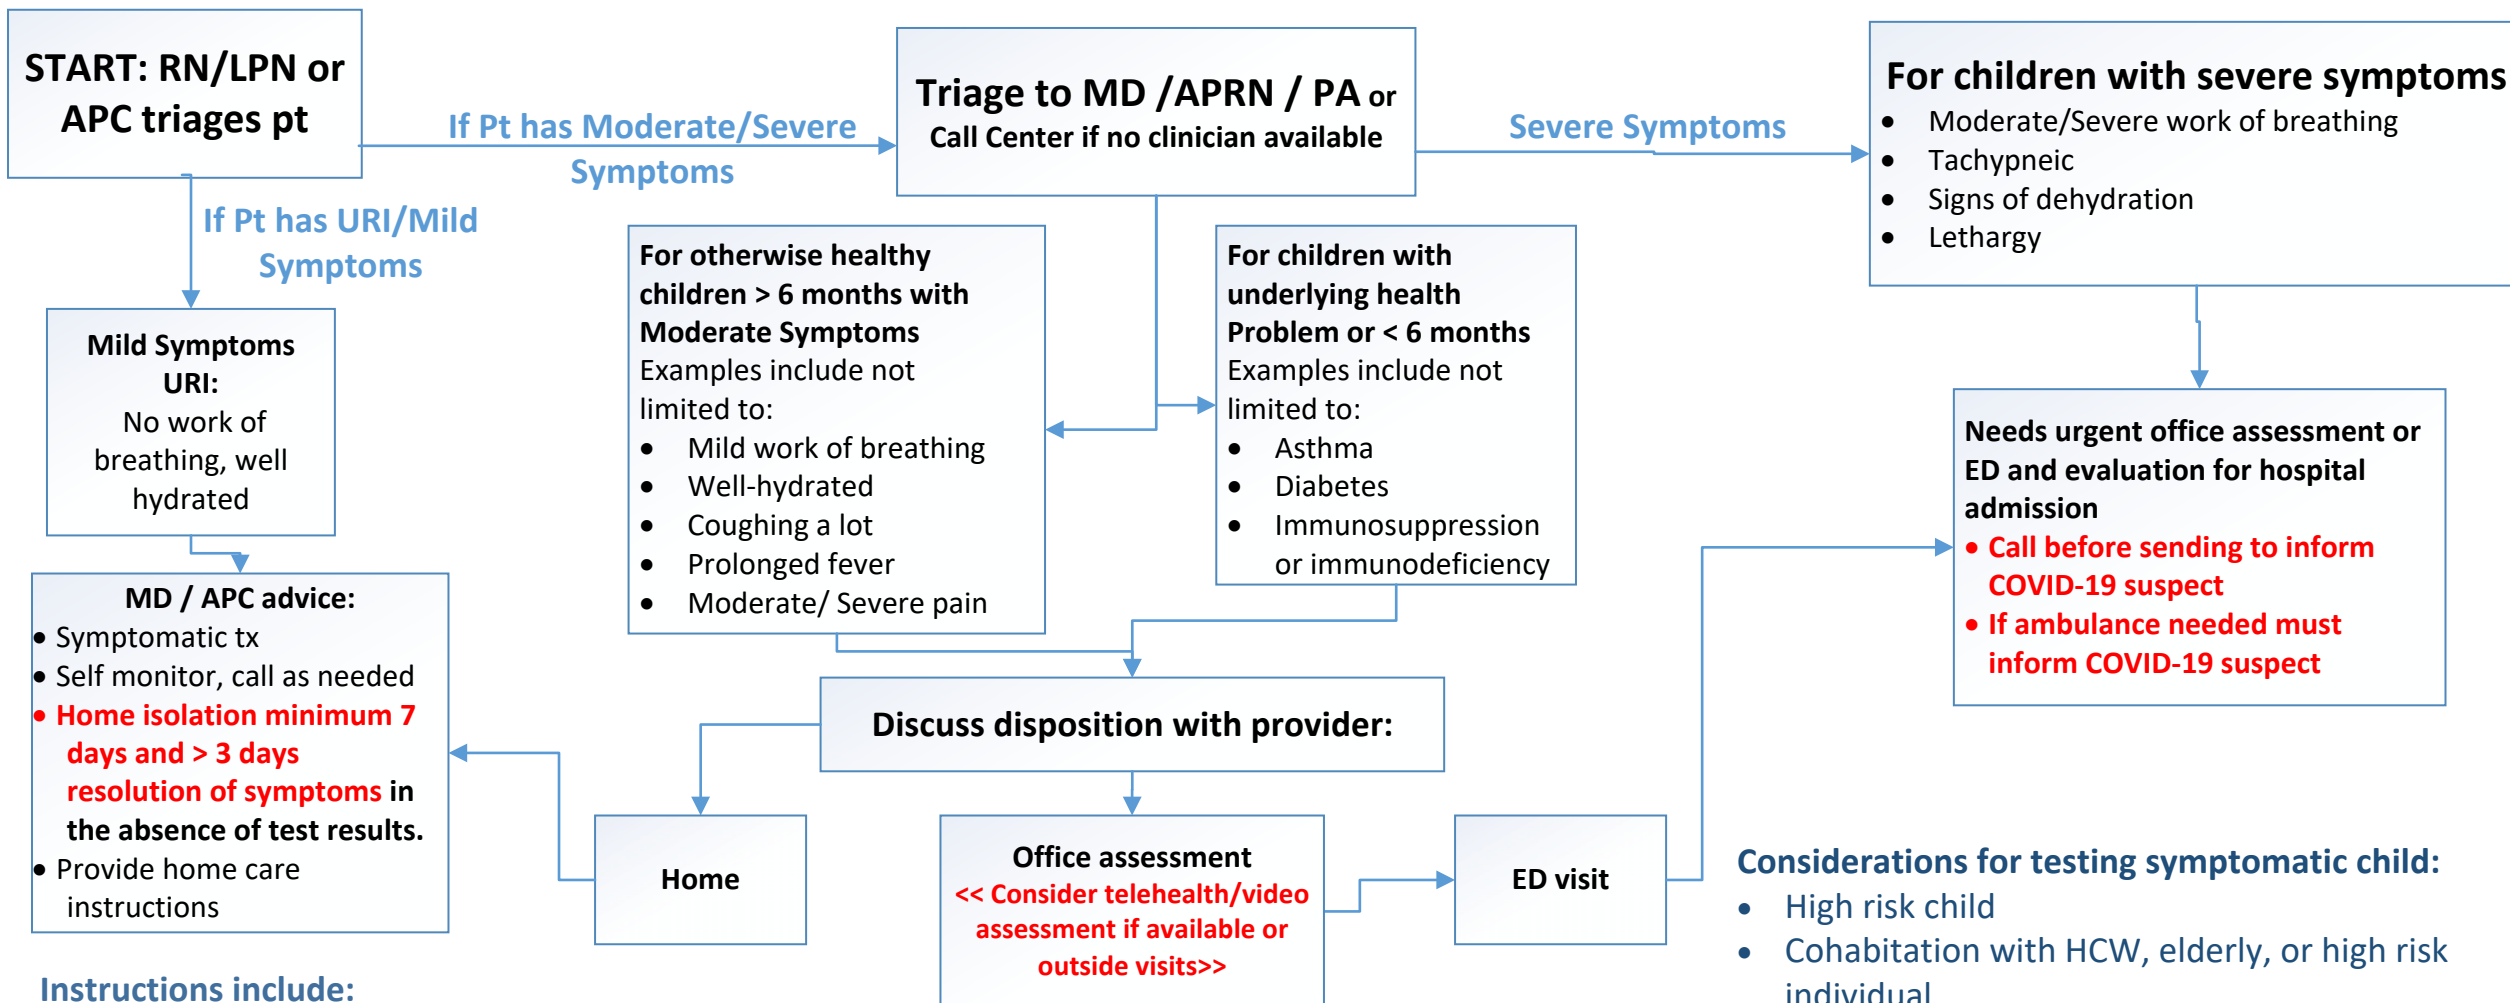 START: RN/LPN or
APC triages pt
If Pt has Moderate/Severe
Symptoms
Triage to MD /APRN / PA or
Call Center if no clinician available
Severe Symptoms
For children with severe symptoms
• Moderate/Severe work of breathing
• Tachypneic
• Signs of dehydration
• Lethargy
If Pt has URI/Mild
Symptoms
For otherwise healthy
children > 6 months with
Moderate Symptoms
Examples include not
limited to:
• Mild work of breathing
• Well-hydrated
• Coughing a lot
• Prolonged fever
• Moderate/ Severe pain
For children with
underlying health
Problem or < 6 months
Examples include not
limited to:
• Asthma
• Diabetes
• Immunosuppression
or immunodeficiency
Mild Symptoms
URI:
No work of
breathing, well
hydrated
Needs urgent office assessment or
ED and evaluation for hospital
admission
• Call before sending to inform
COVID-19 suspect
• If ambulance needed must
inform COVID-19 suspect
MD / APC advice:
• Symptomatic tx
• Self monitor, call as needed
• Home isolation minimum 7
days and > 3 days
resolution of symptoms in
the absence of test results.
• Provide home care
instructions
Discuss disposition with provider:
Home
Office assessment
<< Consider telehealth/video
assessment if available or
outside visits>>
ED visit
Considerations for testing symptomatic child:
• High risk child
• Cohabitation with HCW, elderly, or high risk
individual
Instructions include: